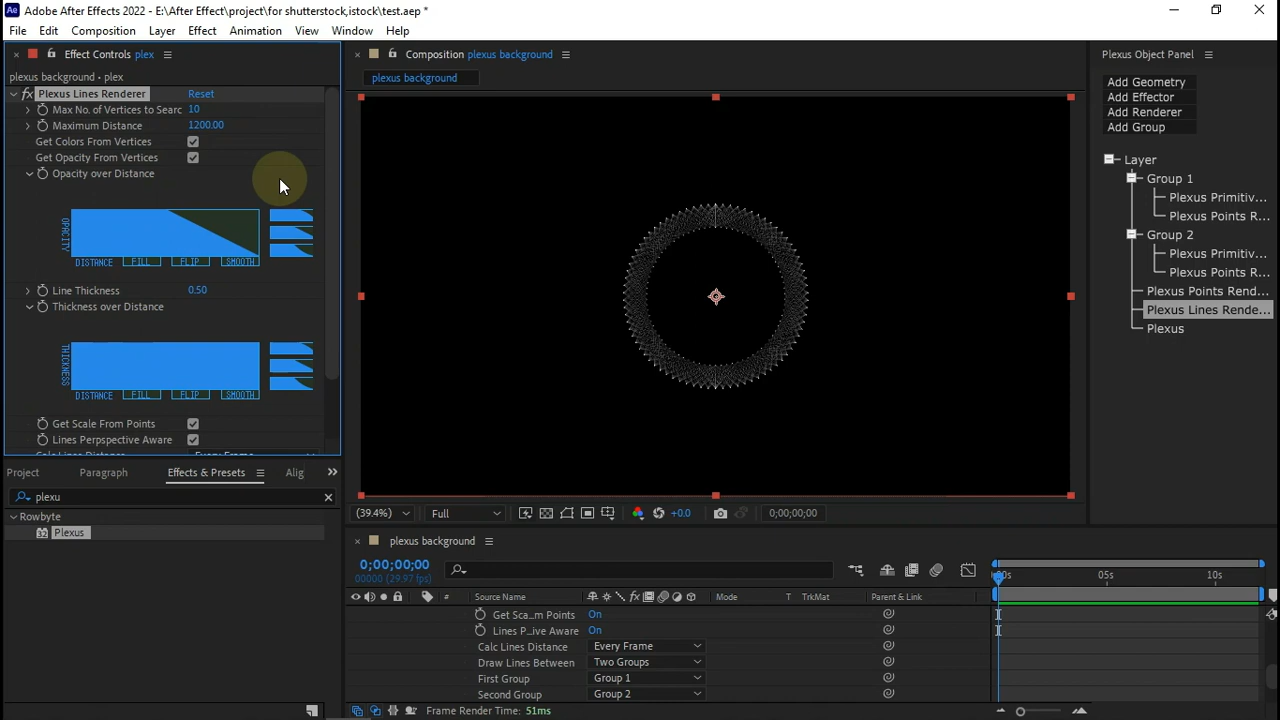 Ae Adobe After Effects 2022 - E:\After Effect\project\for shutterstock,istock\test.aep *
File Edit Composition Layer Effect Animation View Window Help
Effect Controls plex
plexus background • plex
fx Plexus Lines Renderer Reset
Max No. of Vertices to Searc 10
Maximum Distance 1200.00
Get Colors From Vertices
Get Opacity From Vertices
Opacity over Distance
OPACITY
DISTANCE FILL FLIP SMOOTH
Line Thickness 0.50
Thickness over Distance
THICKNESS
DISTANCE FILL FLIP SMOOTH
Get Scale From Points
Lines Perpspective Aware
Project Paragraph Effects & Presets Alig
plexu
Rowbyte
32 Plexus
Composition plexus background
plexus background
(39.4%) Full +0.0 0;00;00;00
Plexus Object Panel
Add Geometry
Add Effector
Add Renderer
Add Group
Layer
Group 1
Plexus Primitiv...
Plexus Points R...
Group 2
Plexus Primitiv...
Plexus Points R...
Plexus Points Rend...
Plexus Lines Rende...
Plexus
plexus background
0;00;00;00
00000 (29.97 fps)
05s 10s
# Source Name fx Mode T TrkMat Parent & Link
Get Sca...m Points On
Lines P...ive Aware On
Calc Lines Distance Every Frame
Draw Lines Between Two Groups
First Group Group 1
Second Group Group 2
Frame Render Time: 51ms